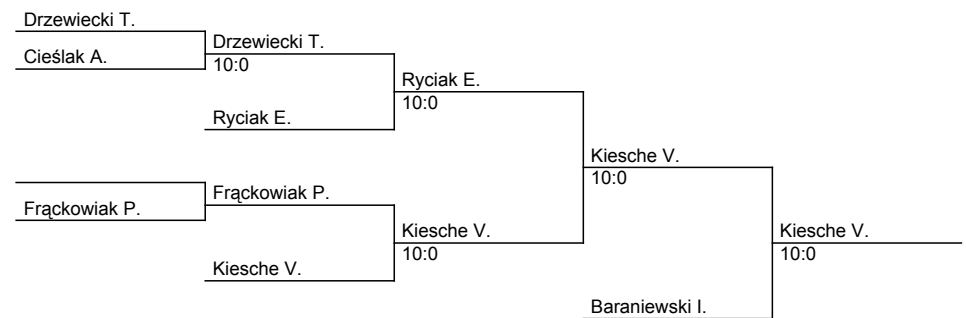 Drzewiecki T.
Cieślak A.
Drzewiecki T.
10:0
Ryciak E.
Ryciak E.
10:0
Kiesche V.
10:0
Frąckowiak P.
Frąckowiak P.
Kiesche V.
Kiesche V.
10:0
Kiesche V.
10:0
Baraniewski I.